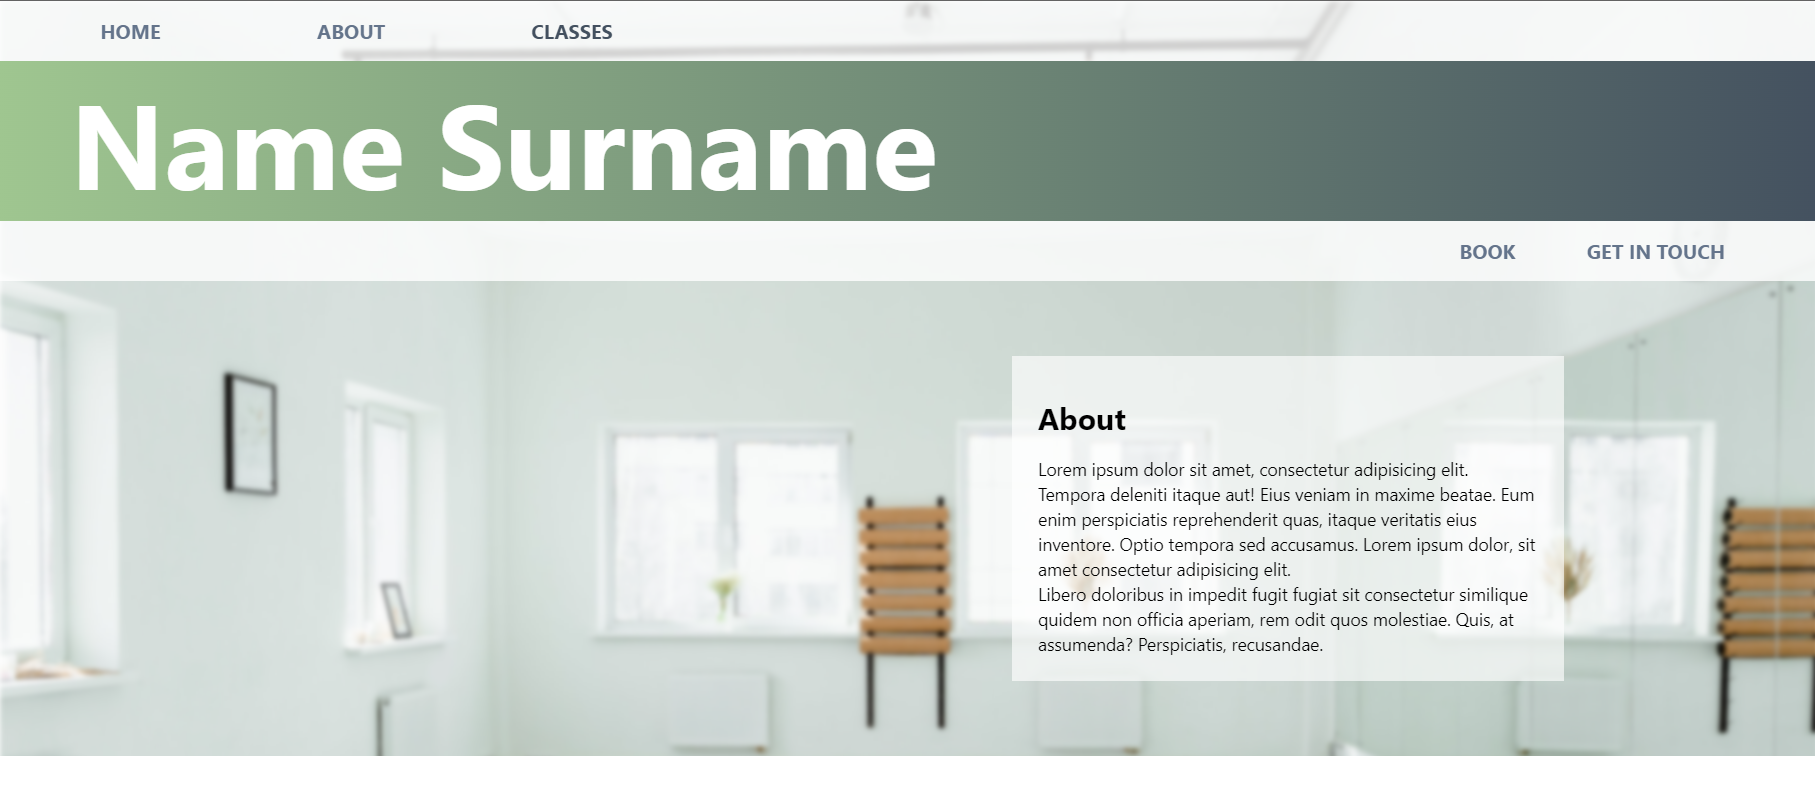 HOME ABOUT CLASSES
Name Surname
BOOK GET IN TOUCH
About
Lorem ipsum dolor sit amet, consectetur adipisicing elit.
Tempora deleniti itaque aut! Eius veniam in maxime beatae. Eum
enim perspiciatis reprehenderit quas, itaque veritatis eius
inventore. Optio tempora sed accusamus. Lorem ipsum dolor, sit
amet consectetur adipisicing elit.
Libero doloribus in impedit fugit fugiat sit consectetur similique
quidem non officia aperiam, rem odit quos molestiae. Quis, at
assumenda? Perspiciatis, recusandae.